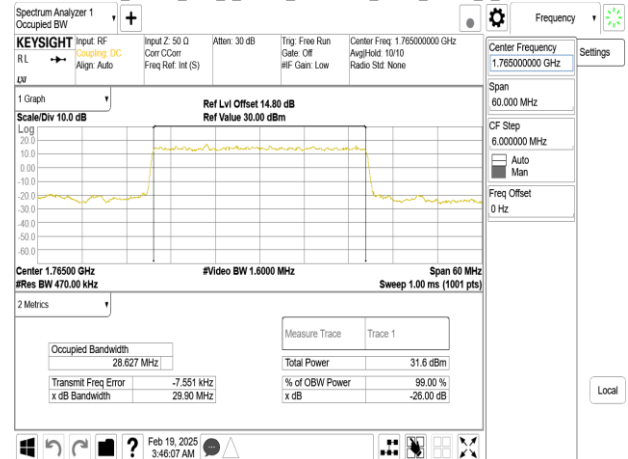 Spectrum Analyzer 1
Occupied BW
Frequency
KEYSIGHT
Input: RF
Coupling: DC
Align: Auto
RL
LXI
Input Z: 50 Ω
Corr CCorr
Freq Ref: Int (S)
Atten: 30 dB
Trig: Free Run
Gate: Off
#IF Gain: Low
Center Freq: 1.765000000 GHz
Avg|Hold: 10/10
Radio Std: None
Center Frequency
1.765000000 GHz
Settings
Span
60.000 MHz
CF Step
6.000000 MHz
Auto
Man
Freq Offset
0 Hz
1 Graph
Scale/Div 10.0 dB
Ref Lvl Offset 14.80 dB
Ref Value 30.00 dBm
Log
20.0
10.0
0.00
-10.0
-20.0
-30.0
-40.0
-50.0
-60.0
Center 1.76500 GHz
#Res BW 470.00 kHz
#Video BW 1.6000 MHz
Span 60 MHz
Sweep 1.00 ms (1001 pts)
2 Metrics
Measure Trace Trace 1
Occupied Bandwidth
28.627 MHz
Total Power 31.6 dBm
Transmit Freq Error -7.551 kHz
% of OBW Power 99.00 %
x dB Bandwidth 29.90 MHz
x dB -26.00 dB
Local
?
Feb 19, 2025
3:46:07 AM